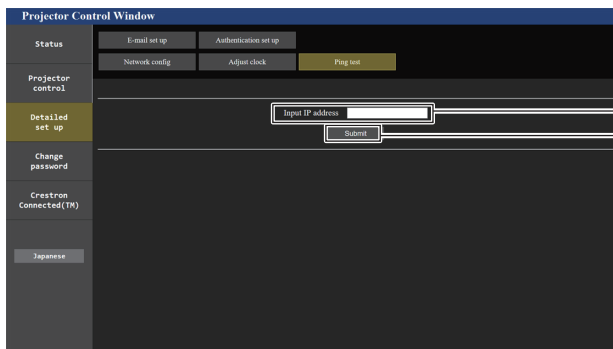 Projector Control Window
Status
E-mail set up
Authentication set up
Network config
Adjust clock
Ping test
Projector
control
Detailed
set up
Input IP address
Submit
Change
password
Crestron
Connected(TM)
Japanese